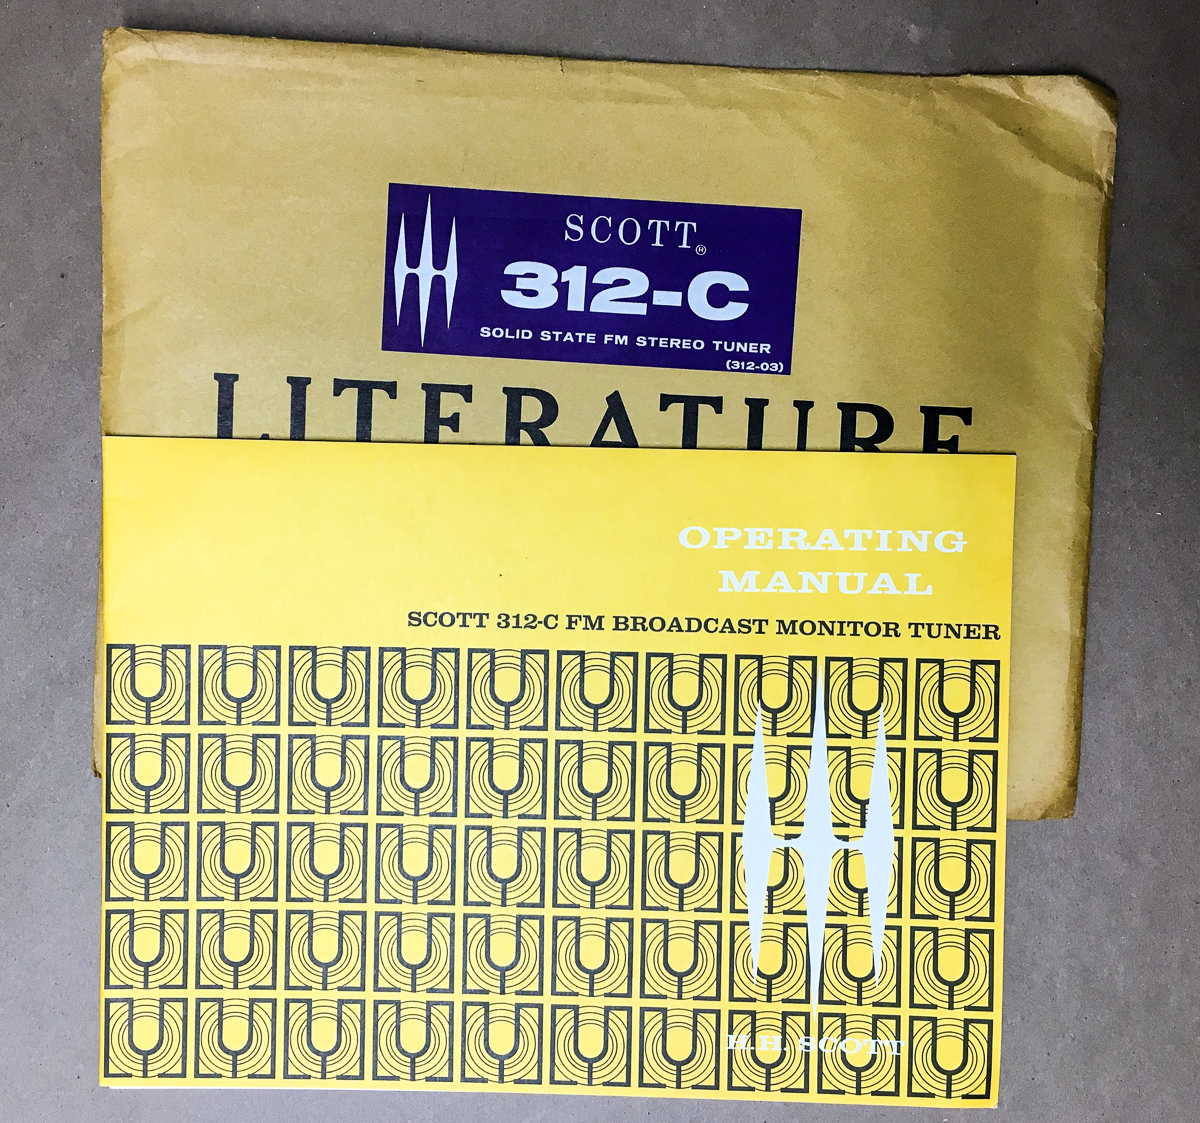 SCOTT®
312-C
SOLID STATE FM STEREO TUNER
(312-03)
LITERATURE
OPERATING
MANUAL
SCOTT 312-C FM BROADCAST MONITOR TUNER
H.H. SCOTT